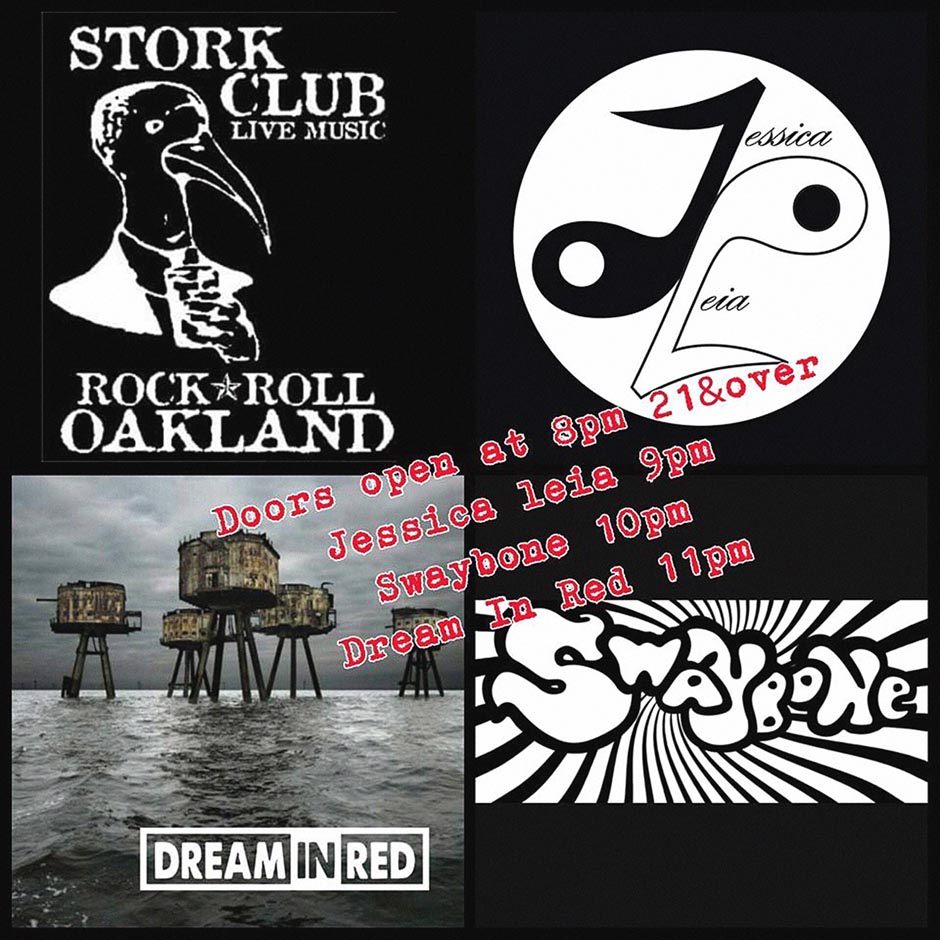 STORK
CLUB
LIVE MUSIC
ROCK★ROLL
OAKLAND
Jessica
Leia
Doors open at 8pm 21&over
Jessica leia 9pm
Swaybone 10pm
Dream In Red 11pm
SWAYBONE
DREAM IN RED